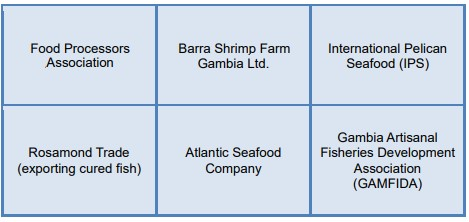 Food Processors
Association
Barra Shrimp Farm
Gambia Ltd.
International Pelican
Seafood (IPS)
Rosamond Trade
(exporting cured fish)
Atlantic Seafood
Company
Gambia Artisanal
Fisheries Development
Association
(GAMFIDA)